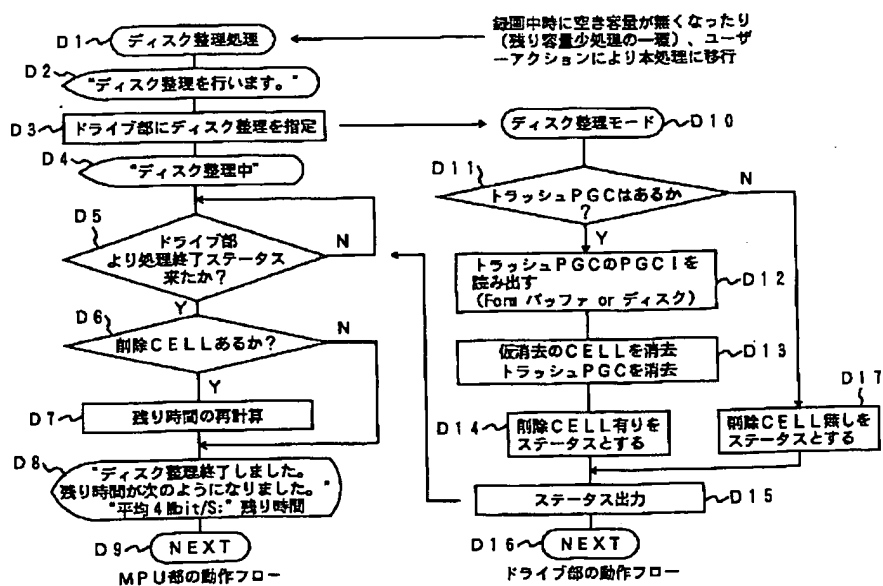 録画中時に空き容量が無くなったり
(残り容量少処理の一環)、ユーザ
ーアクションにより本処理に移行
D1
ディスク整理処理
D2
"ディスク整理を行います。"
D3
ドライブ部にディスク整理を指定
D4
"ディスク整理中"
D5
ドライブ部
より処理終了ステータス
来たか?
N
Y
D6
削除CELLあるか?
N
Y
D7
残り時間の再計算
D8
"ディスク整理終了しました。
残り時間が次のようになりました。"
"平均4Mbit/S:" 残り時間
D9
NEXT
MPU部の動作フロー
ディスク整理モード
D10
D11
トラッシュPGCはあるか
?
N
Y
トラッシュPGCのPGCIを
読み出す
(Form バッファ or ディスク)
D12
仮消去のCELLを消去
トラッシュPGCを消去
D13
D14
削除CELL有りを
ステータスとする
D17
削除CELL無しを
ステータスとする
ステータス出力
D15
D16
NEXT
ドライブ部の動作フロー